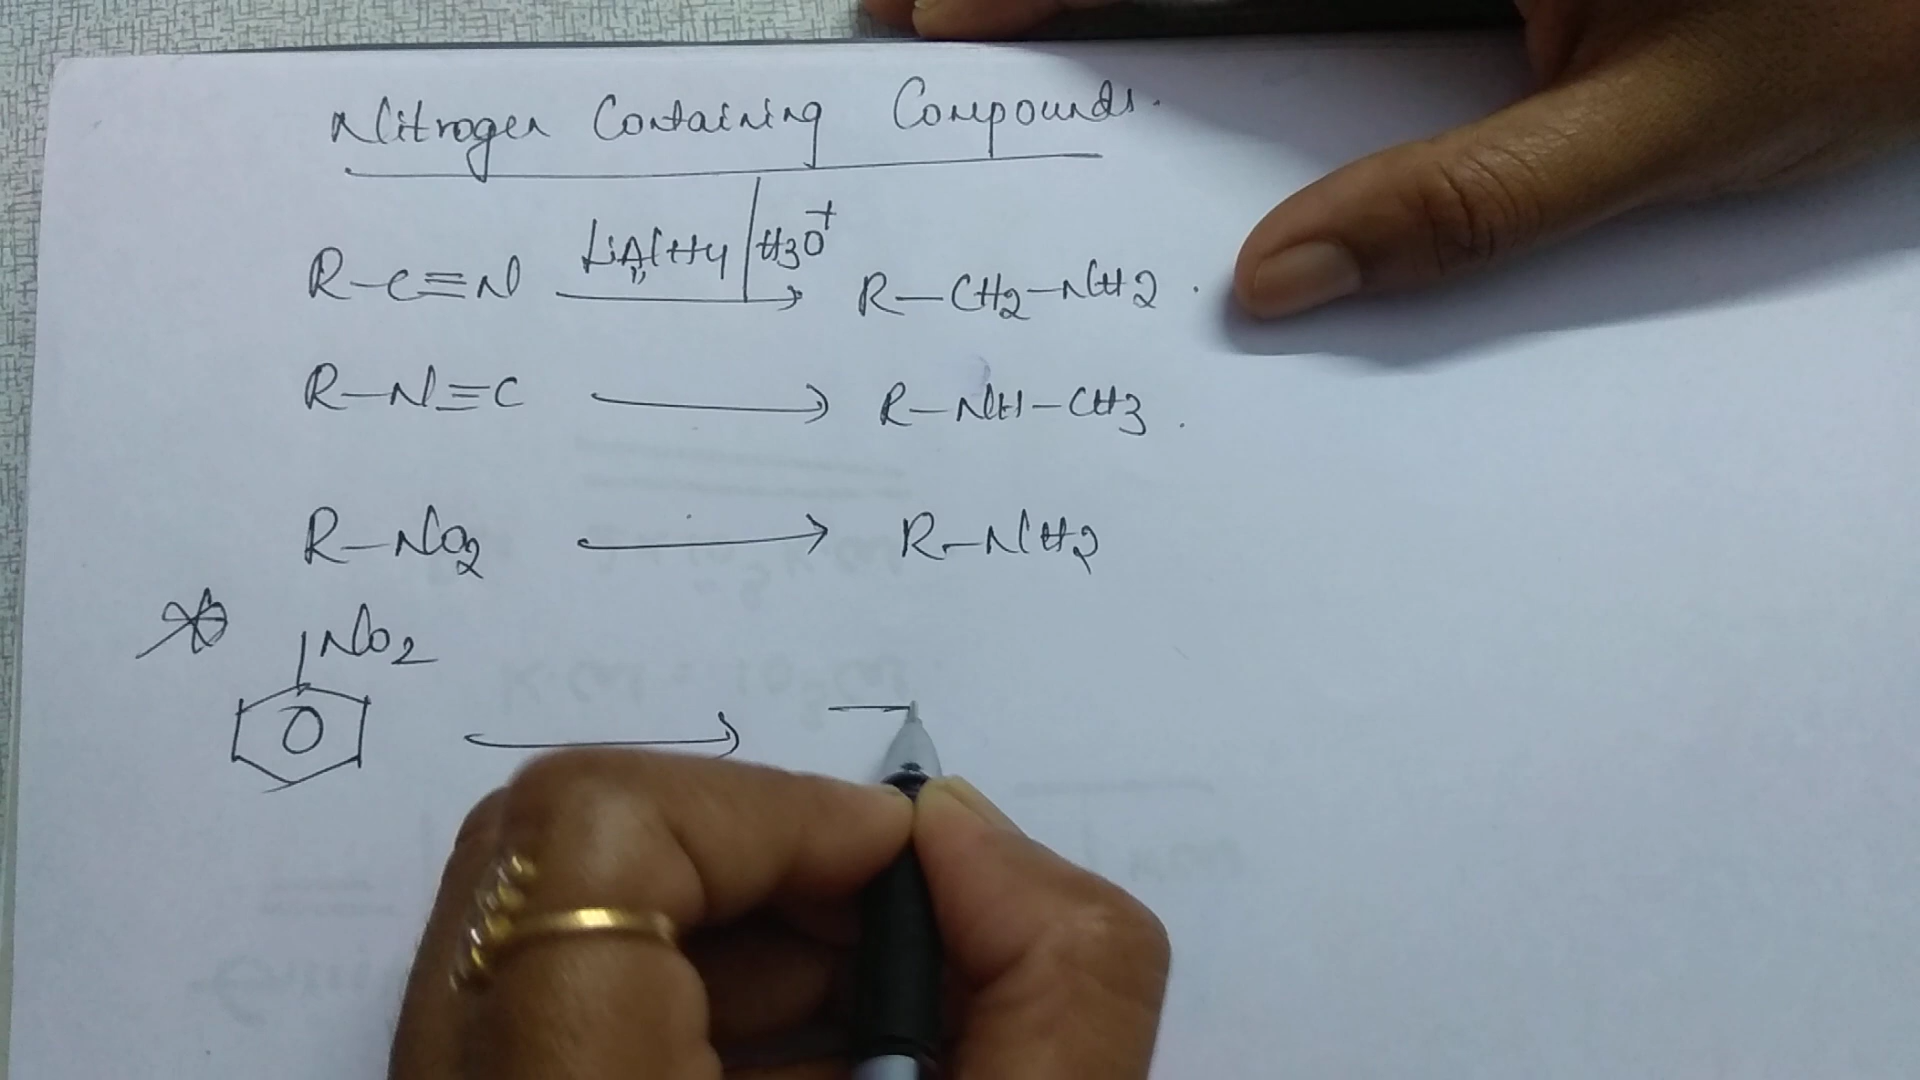 Nitrogen Containing Compounds.
R-C≡N LiAlH4 | H3O+ → R-CH2-NH2.
R-N≡C → R-NH-CH3.
R-NO2 → R-NH2
NO2 →